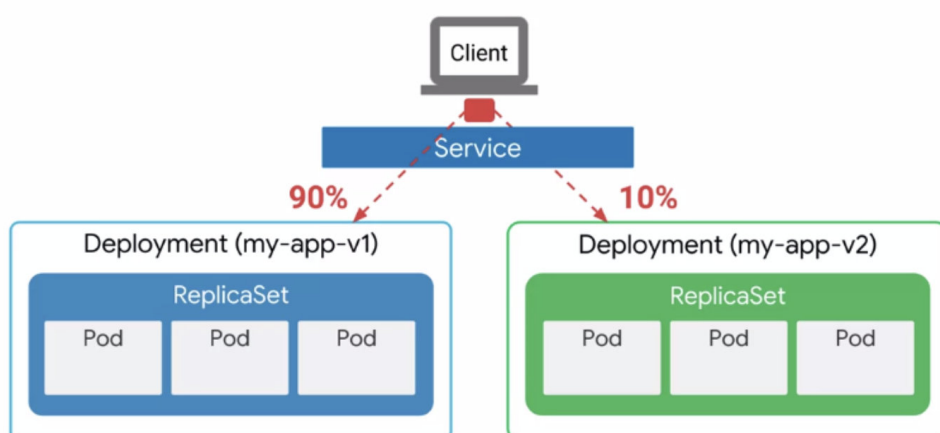 Client
Service
90%
10%
Deployment (my-app-v1)
ReplicaSet
Pod
Pod
Pod
Deployment (my-app-v2)
ReplicaSet
Pod
Pod
Pod